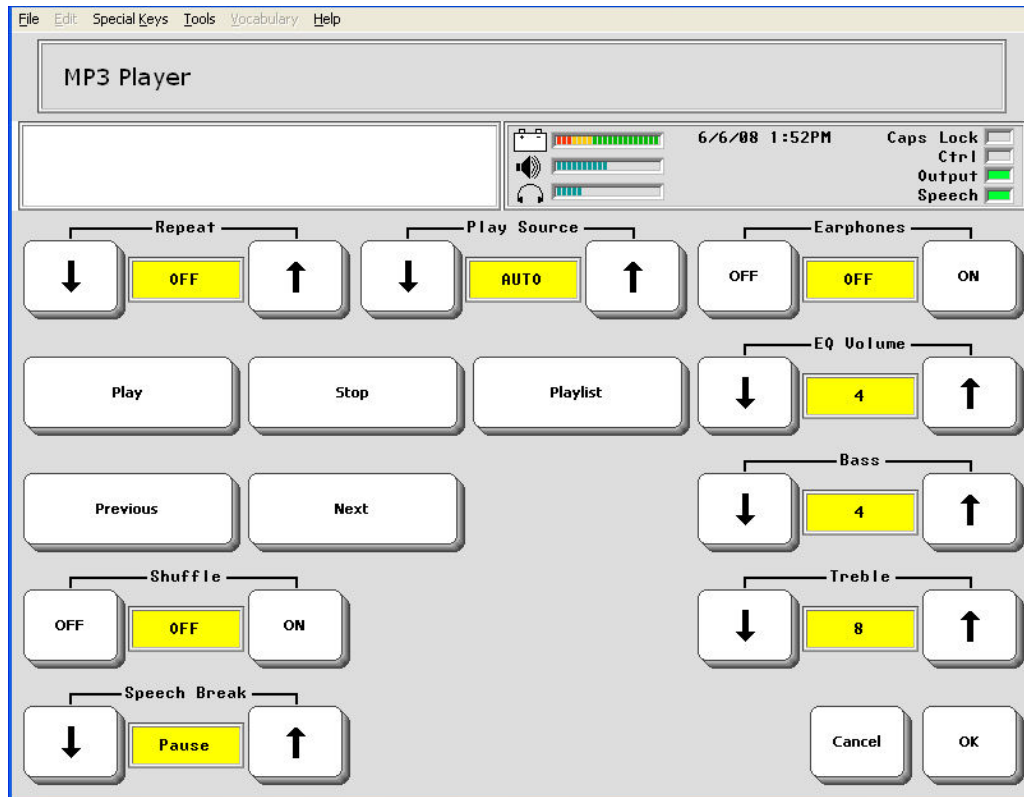 File Edit Special Keys Tools Vocabulary Help
MP3 Player
6/6/08 1:52PM Caps Lock
Ctrl
Output
Speech
Repeat Play Source Earphones
OFF AUTO OFF OFF ON
EQ Volume
Play Stop Playlist 4
Bass
Previous Next 4
Shuffle Treble
OFF OFF ON 8
Speech Break
Pause Cancel OK